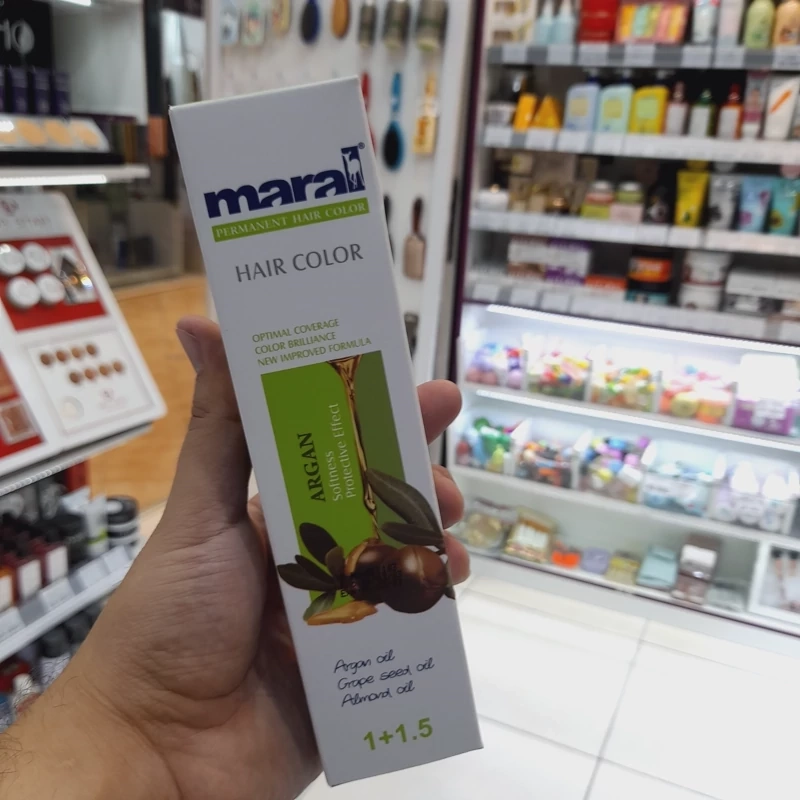 maral®
PERMANENT HAIR COLOR
HAIR COLOR
OPTIMAL COVERAGE
COLOR BRILLIANCE
NEW IMPROVED FORMULA
ARGAN
Softness
Protective Effect
Argan oil
Grape seed oil
Almond oil
1+1.5